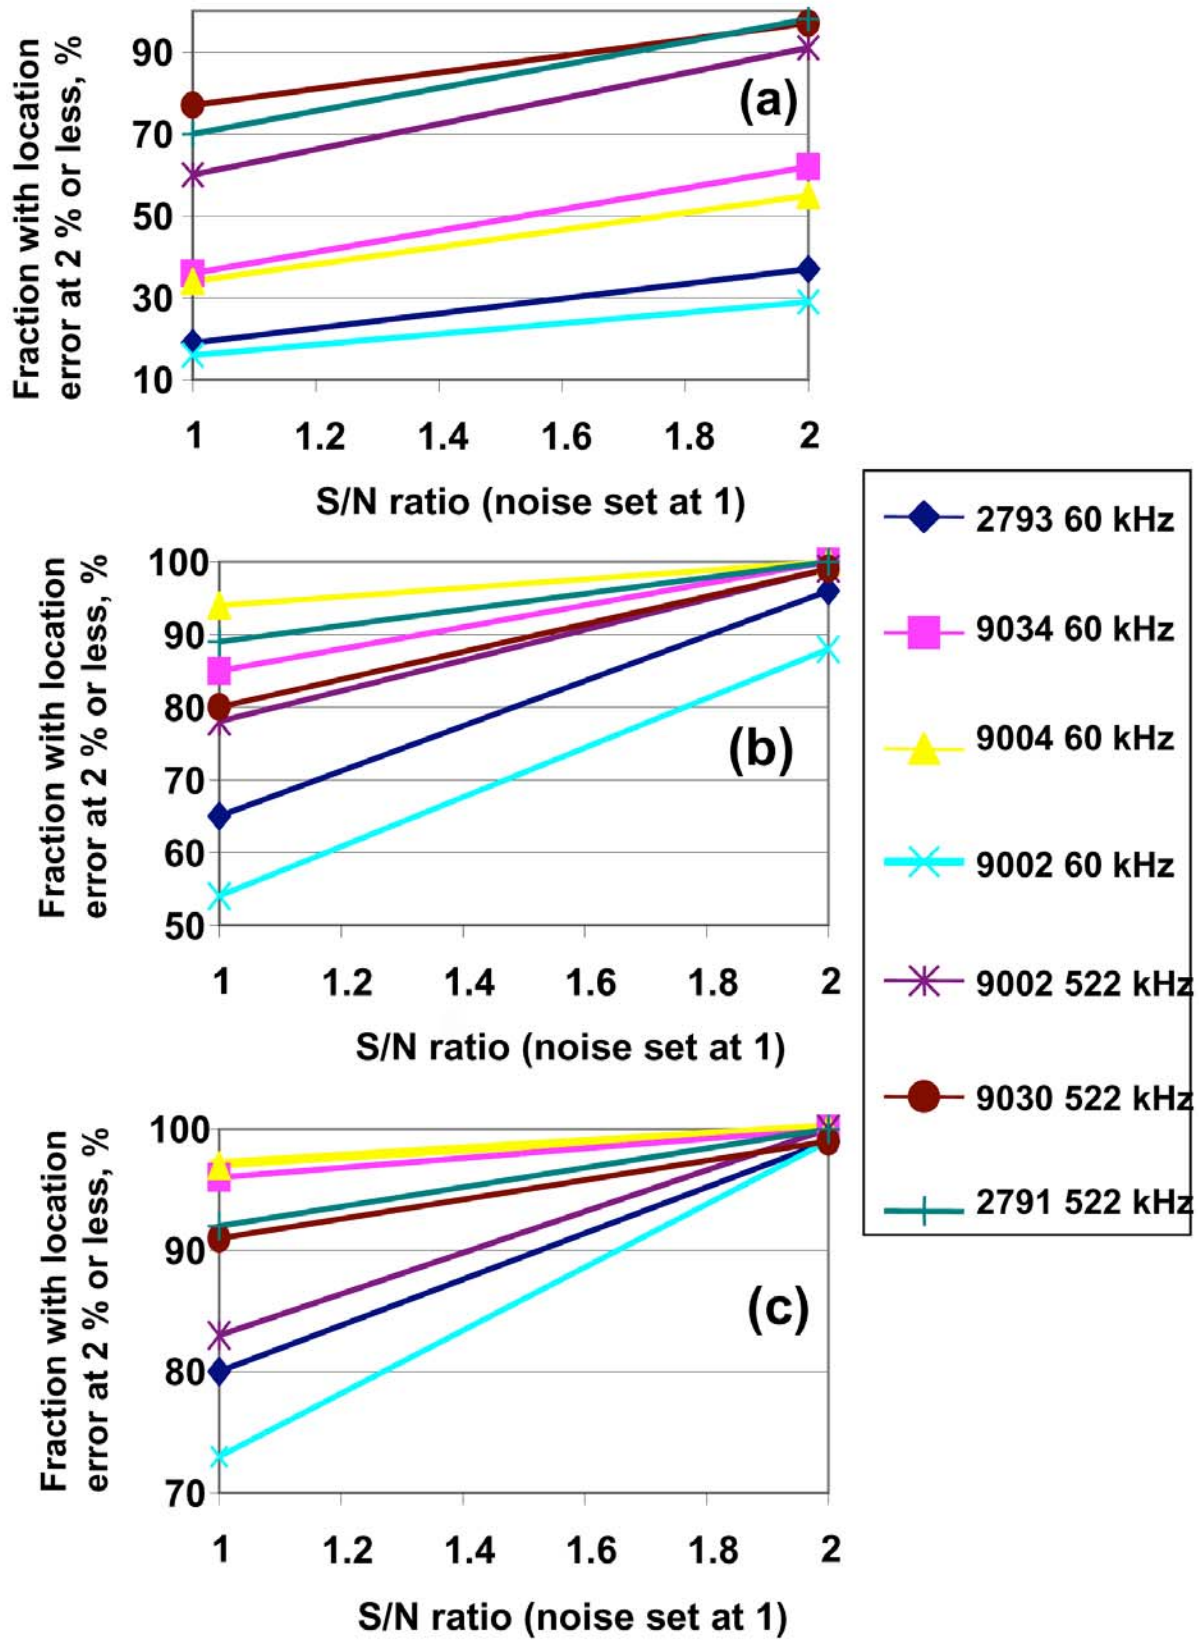 Fraction with location
error at 2 % or less, %
90
70
50
30
10
(a)
1 1.2 1.4 1.6 1.8 2
S/N ratio (noise set at 1)
Fraction with location
error at 2 % or less, %
100
90
80
70
60
50
(b)
1 1.2 1.4 1.6 1.8 2
S/N ratio (noise set at 1)
Fraction with location
error at 2 % or less, %
100
90
80
70
(c)
1 1.2 1.4 1.6 1.8 2
S/N ratio (noise set at 1)
2793 60 kHz
9034 60 kHz
9004 60 kHz
9002 60 kHz
9002 522 kHz
9030 522 kHz
2791 522 kHz